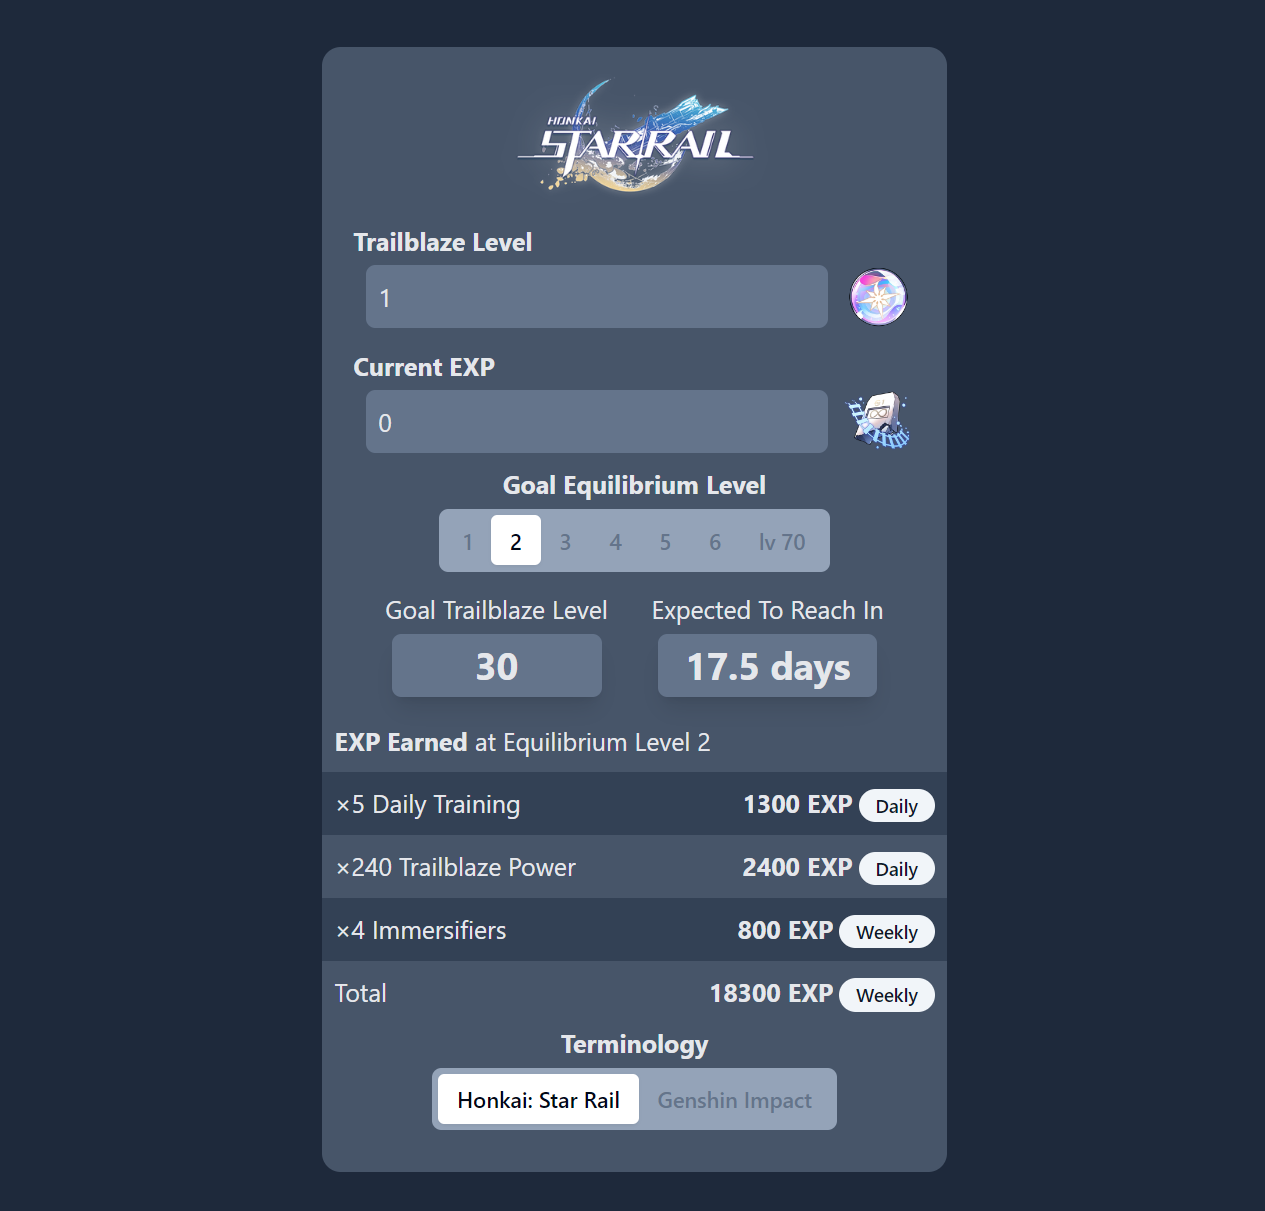 HONKAI
STAR RAIL
Trailblaze Level
1
Current EXP
0
Goal Equilibrium Level
1 2 3 4 5 6 lv 70
Goal Trailblaze Level Expected To Reach In
30 17.5 days
EXP Earned at Equilibrium Level 2
×5 Daily Training 1300 EXP Daily
×240 Trailblaze Power 2400 EXP Daily
×4 Immersifiers 800 EXP Weekly
Total 18300 EXP Weekly
Terminology
Honkai: Star Rail Genshin Impact